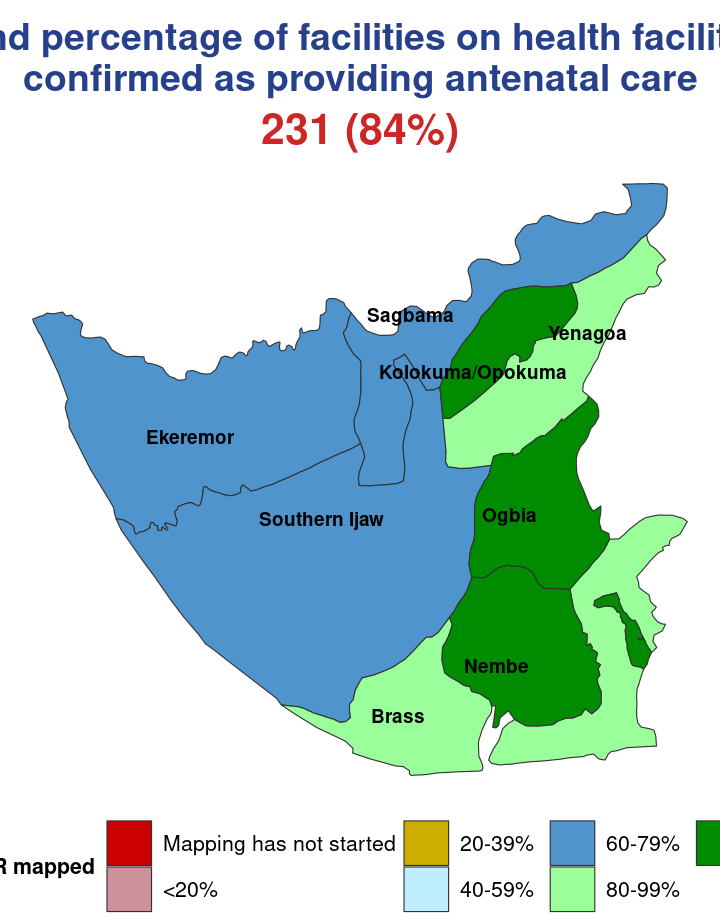 percentage of facilities on health
confirmed as providing antenatal care
231 (84%)
Sagbama
Yenagoa
Kolokuma/Opokuma
Ekeremor
Ogbia
Southern Ijaw
Nembe
Brass
Mapping has not started
20-39%
60-79%
R mapped
<20%
40-59%
80-99%